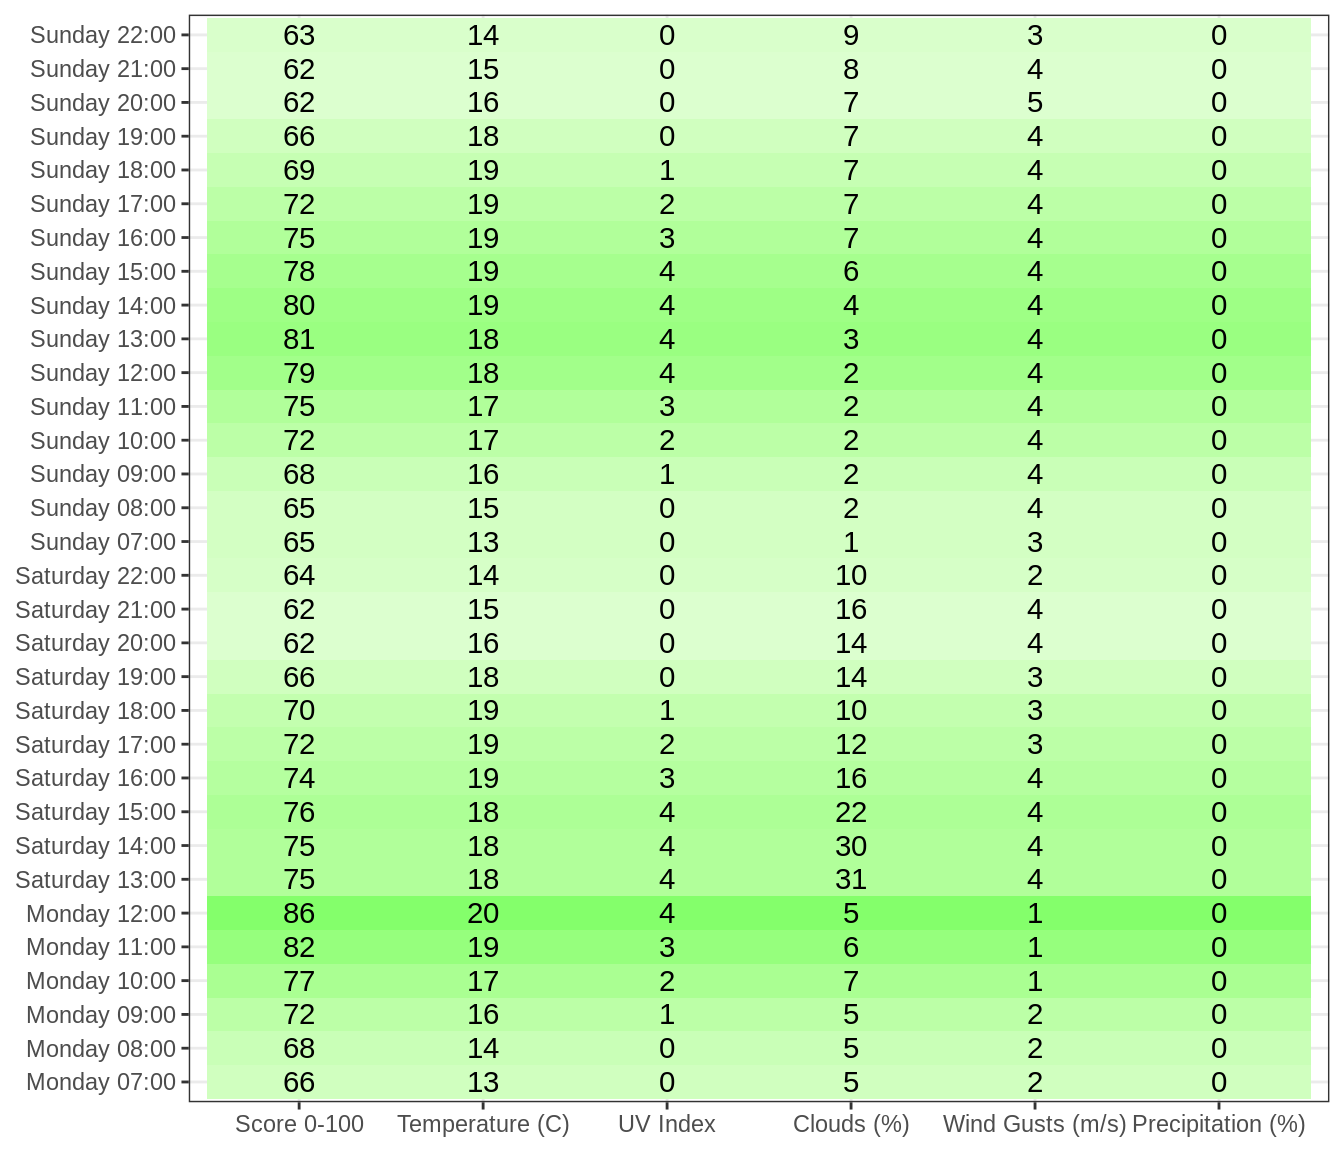 Sunday 22:00 63 14 0 9 3 0
Sunday 21:00 62 15 0 8 4 0
Sunday 20:00 62 16 0 7 5 0
Sunday 19:00 66 18 0 7 4 0
Sunday 18:00 69 19 1 7 4 0
Sunday 17:00 72 19 2 7 4 0
Sunday 16:00 75 19 3 7 4 0
Sunday 15:00 78 19 4 6 4 0
Sunday 14:00 80 19 4 4 4 0
Sunday 13:00 81 18 4 3 4 0
Sunday 12:00 79 18 4 2 4 0
Sunday 11:00 75 17 3 2 4 0
Sunday 10:00 72 17 2 2 4 0
Sunday 09:00 68 16 1 2 4 0
Sunday 08:00 65 15 0 2 4 0
Sunday 07:00 65 13 0 1 3 0
Saturday 22:00 64 14 0 10 2 0
Saturday 21:00 62 15 0 16 4 0
Saturday 20:00 62 16 0 14 4 0
Saturday 19:00 66 18 0 14 3 0
Saturday 18:00 70 19 1 10 3 0
Saturday 17:00 72 19 2 12 3 0
Saturday 16:00 74 19 3 16 4 0
Saturday 15:00 76 18 4 22 4 0
Saturday 14:00 75 18 4 30 4 0
Saturday 13:00 75 18 4 31 4 0
Monday 12:00 86 20 4 5 1 0
Monday 11:00 82 19 3 6 1 0
Monday 10:00 77 17 2 7 1 0
Monday 09:00 72 16 1 5 2 0
Monday 08:00 68 14 0 5 2 0
Monday 07:00 66 13 0 5 2 0
Score 0-100 Temperature (C) UV Index Clouds (%) Wind Gusts (m/s) Precipitation (%)